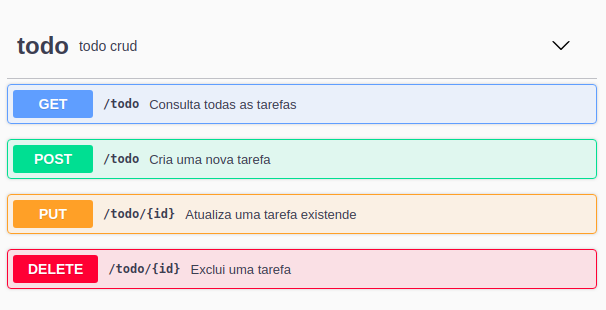 todo todo crud
GET /todo Consulta todas as tarefas
POST /todo Cria uma nova tarefa
PUT /todo/{id} Atualiza uma tarefa existende
DELETE /todo/{id} Exclui uma tarefa